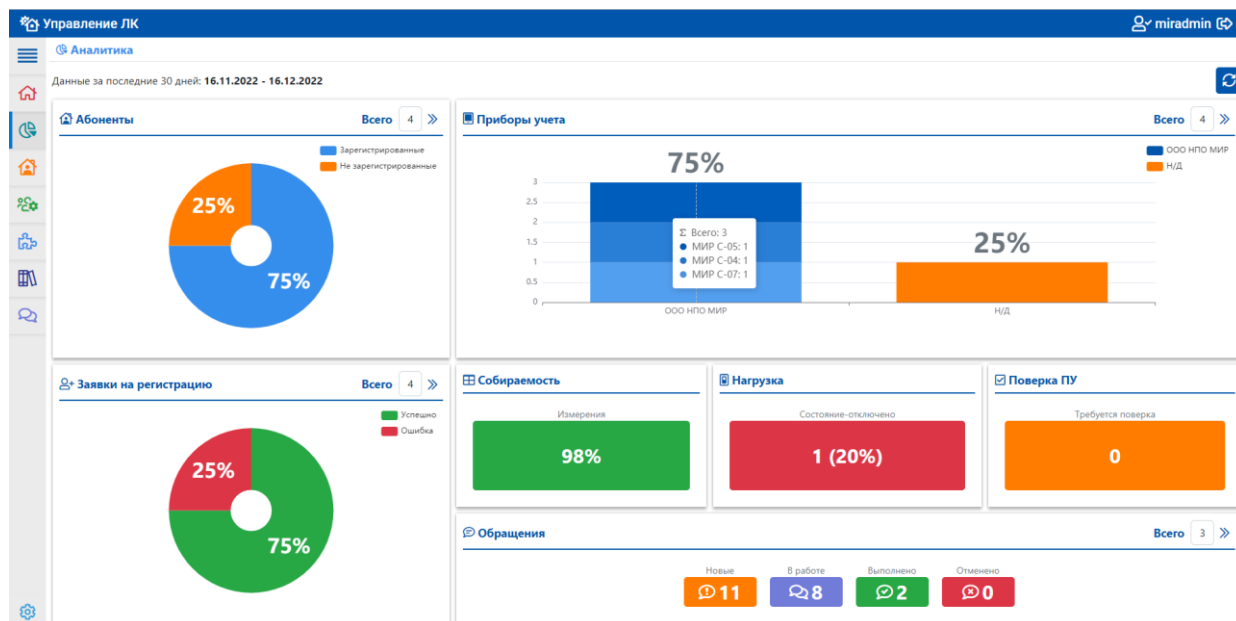 Управление ЛК
miradmin
Аналитика
Данные за последние 30 дней: 16.11.2022 - 16.12.2022
Абоненты
Всего 4
Зарегистрированные
Не зарегистрированные
25%
75%
Приборы учета
Всего 4
ООО НПО МИР
Н/Д
75%
25%
3
2.5
2
1.5
1
0.5
0
Σ Всего: 3
МИР С-05: 1
МИР С-04: 1
МИР С-07: 1
ООО НПО МИР
Н/Д
Заявки на регистрацию
Всего 4
Успешно
Ошибка
25%
75%
Собираемость
Измерения
98%
Нагрузка
Состояние-отключено
1 (20%)
Поверка ПУ
Требуется поверка
0
Обращения
Всего 3
Новые
В работе
Выполнено
Отменено
11
8
2
0